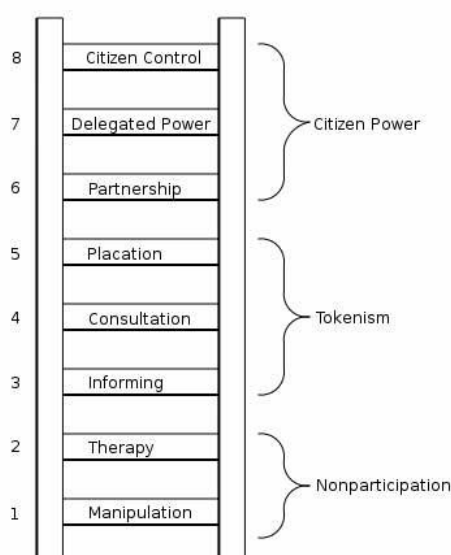 8 Citizen Control
7 Delegated Power Citizen Power
6 Partnership
5 Placation
4 Consultation Tokenism
3 Informing
2 Therapy
Nonparticipation
1 Manipulation